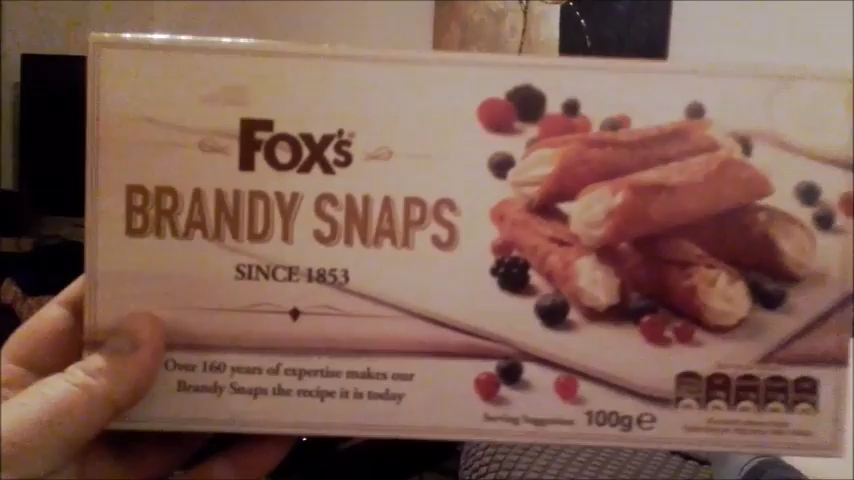 FOX'S
BRANDY SNAPS
SINCE 1853
Over 160 years of expertise makes our
Brandy Snaps the recipe it is today
Serving Suggestion
100g e